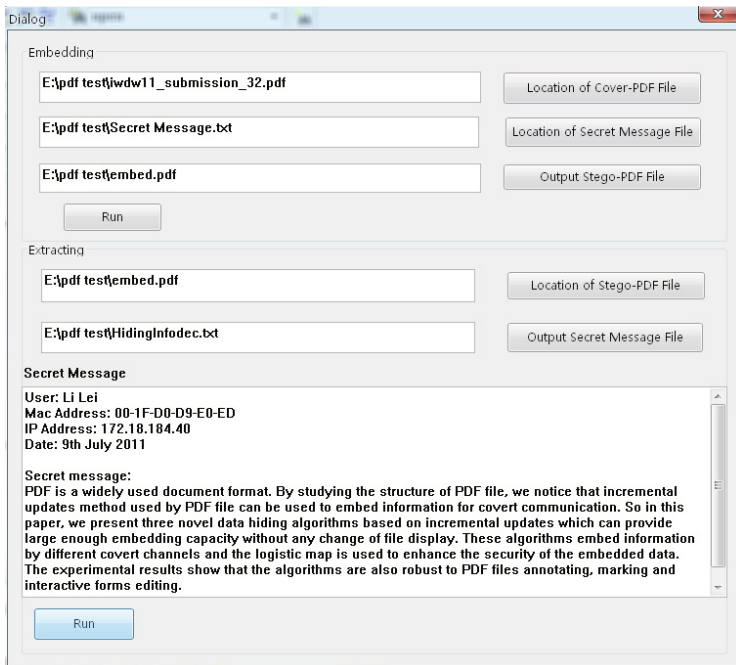 Dialog
Embedding
E:\pdf test\iwdw11_submission_32.pdf
Location of Cover-PDF File
E:\pdf test\Secret Message.txt
Location of Secret Message File
E:\pdf test\embed.pdf
Output Stego-PDF File
Run
Extracting
E:\pdf test\embed.pdf
Location of Stego-PDF File
E:\pdf test\HidingInfodec.txt
Output Secret Message File
Secret Message
User: Li Lei
Mac Address: 00-1F-D0-D9-E0-ED
IP Address: 172.18.184.40
Date: 9th July 2011
Secret message:
PDF is a widely used document format. By studying the structure of PDF file, we notice that incremental
updates method used by PDF file can be used to embed information for covert communication. So in this
paper, we present three novel data hiding algorithms based on incremental updates which can provide
large enough embedding capacity without any change of file display. These algorithms embed information
by different covert channels and the logistic map is used to enhance the security of the embedded data.
The experimental results show that the algorithms are also robust to PDF files annotating, marking and
interactive forms editing.
Run